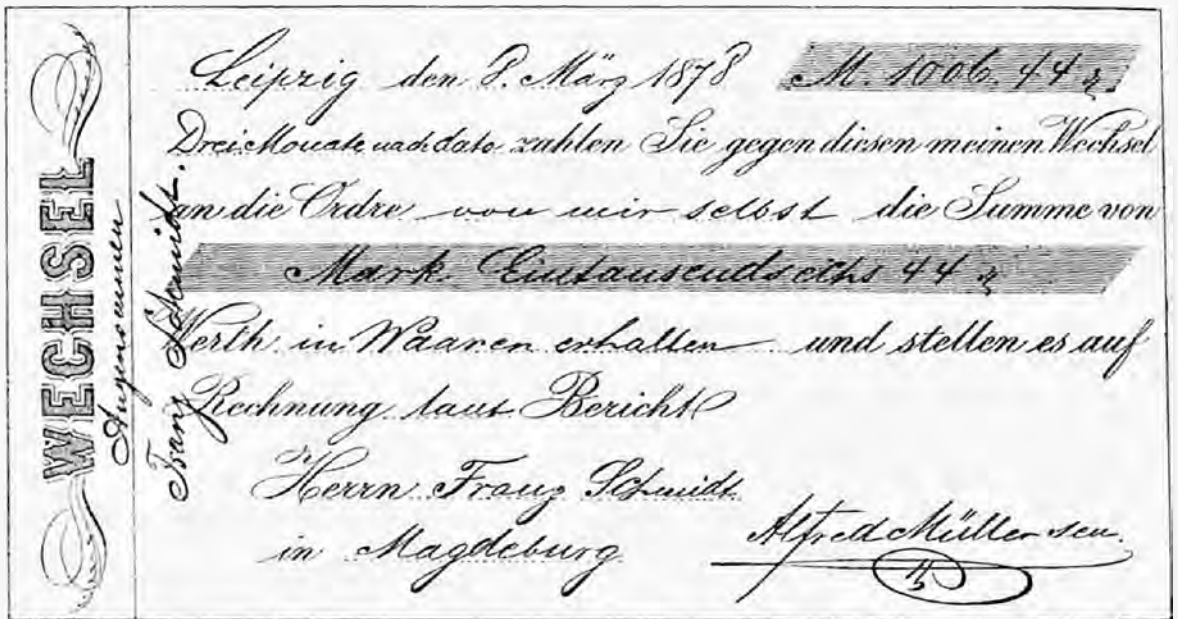 WECHSEL
Angenommen
Franz Schmidt.
Leipzig den 8. März 1878 M. 1006. 44 ₰
Drei Monate nach dato zahlen Sie gegen diesen meinen Wechsel
an die Ordre von mir selbst die Summe von
Mark Eintausendsechs 44 ₰
Werth in Waaren erhalten und stellen es auf
Rechnung laut Bericht
Herrn Franz Schmidt
in Magdeburg
Alfred Müller sen.